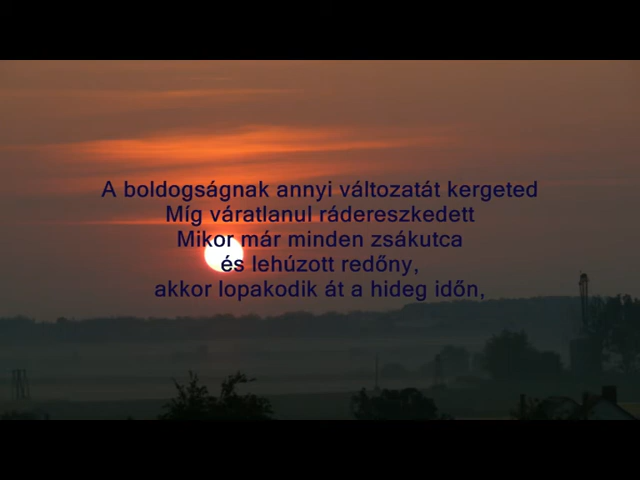 A boldogságnak annyi változatát kergeted
Míg váratlanul rádereszkedett
Mikor már minden zsákutca
és lehúzott redőny,
akkor lopakodik át a hideg időn,